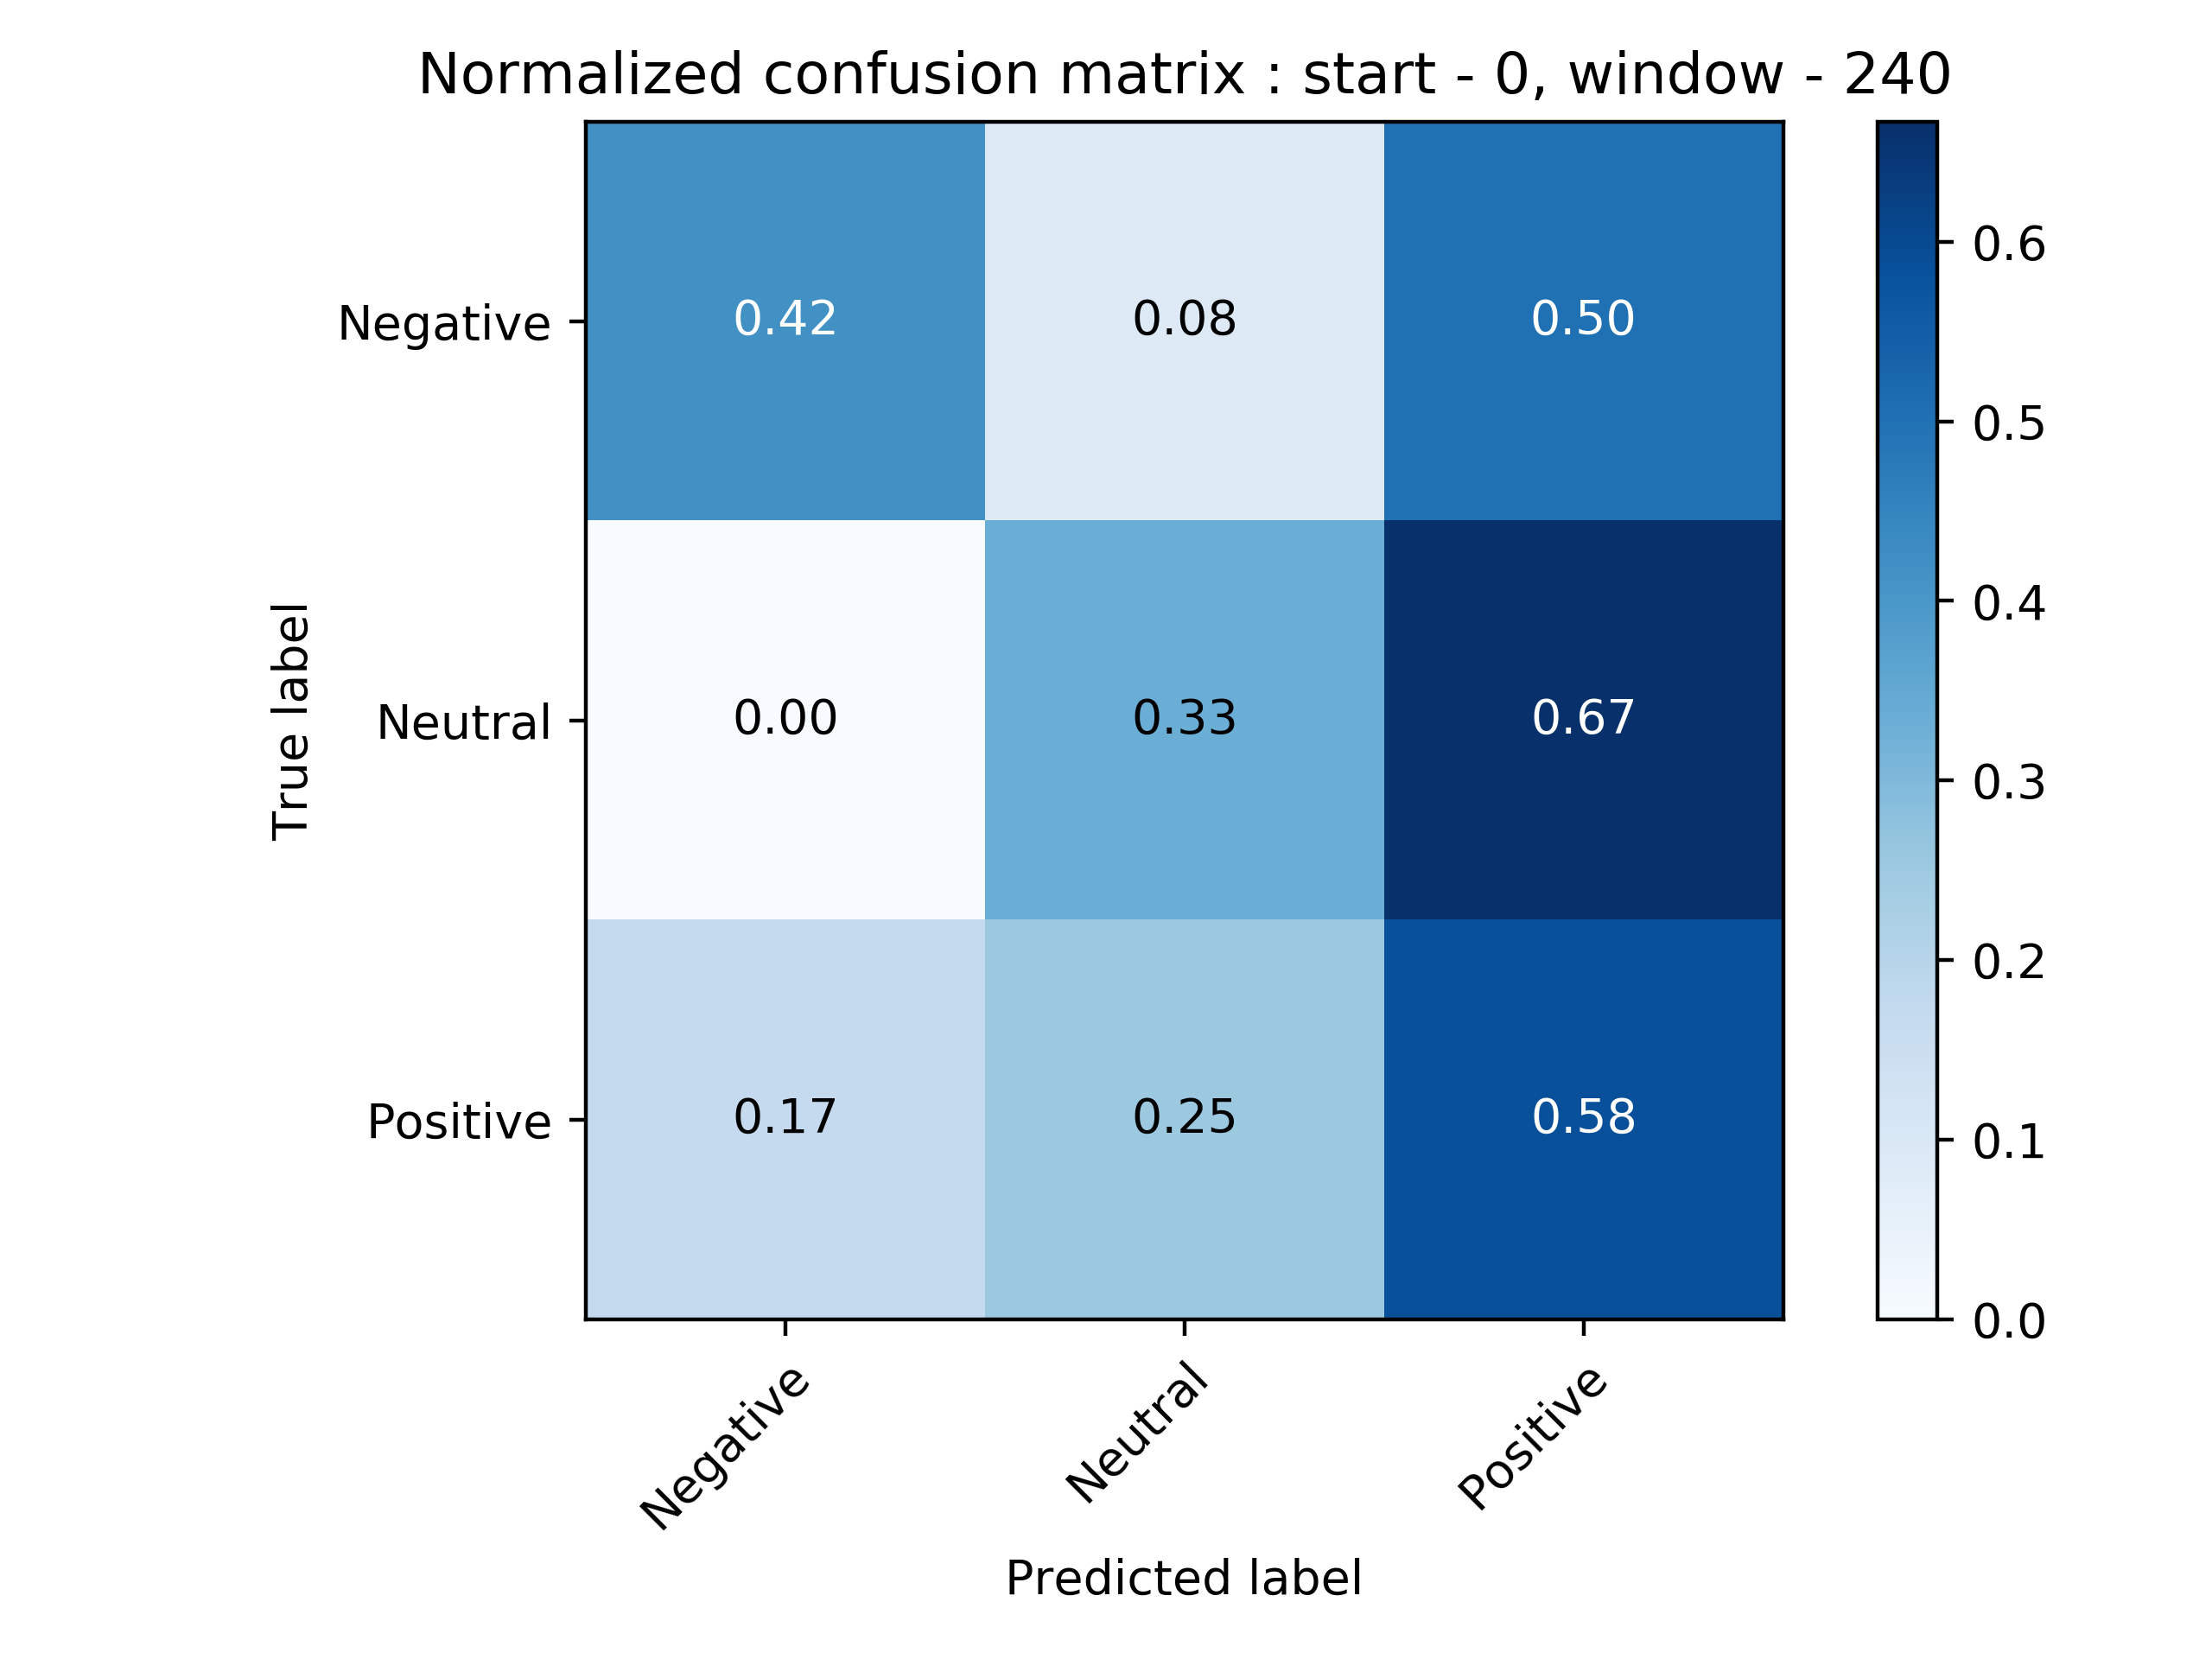 Normalized confusion matrix : start - 0, window - 240
True label
Negative 0.42 0.08 0.50
Neutral 0.00 0.33 0.67
Positive 0.17 0.25 0.58
Negative Neutral Positive
Predicted label
0.6
0.5
0.4
0.3
0.2
0.1
0.0